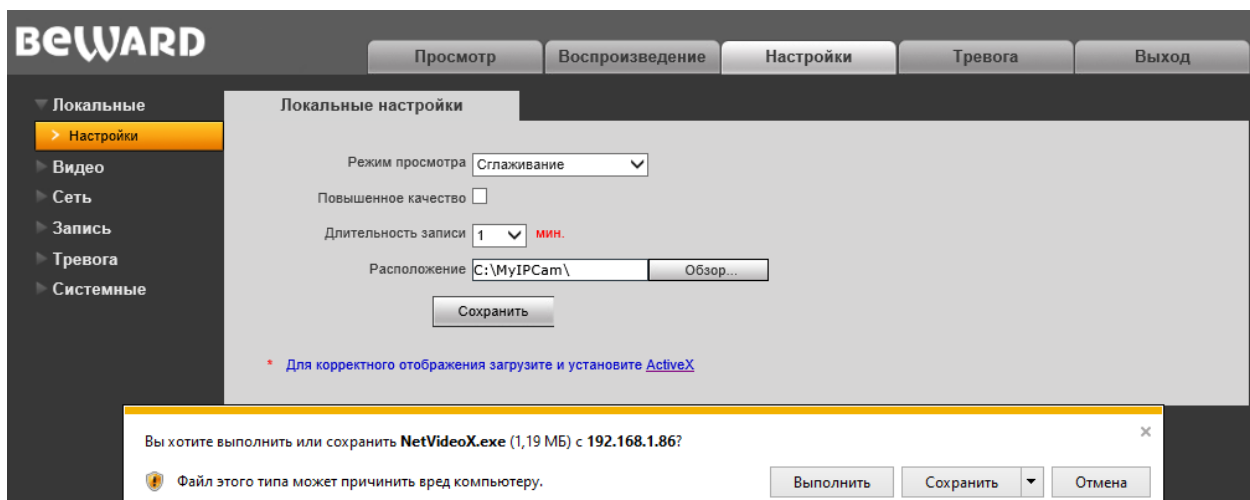 BEWARD
Просмотр Воспроизведение Настройки Тревога Выход
Локальные
Настройки
Видео
Сеть
Запись
Тревога
Системные
Локальные настройки
Режим просмотра Сглаживание
Повышенное качество
Длительность записи 1 мин.
Расположение C:\MyIPCam\ Обзор...
Сохранить
* Для корректного отображения загрузите и установите ActiveX
Вы хотите выполнить или сохранить NetVideoX.exe (1,19 МБ) с 192.168.1.86? ×
Файл этого типа может причинить вред компьютеру. Выполнить Сохранить Отмена